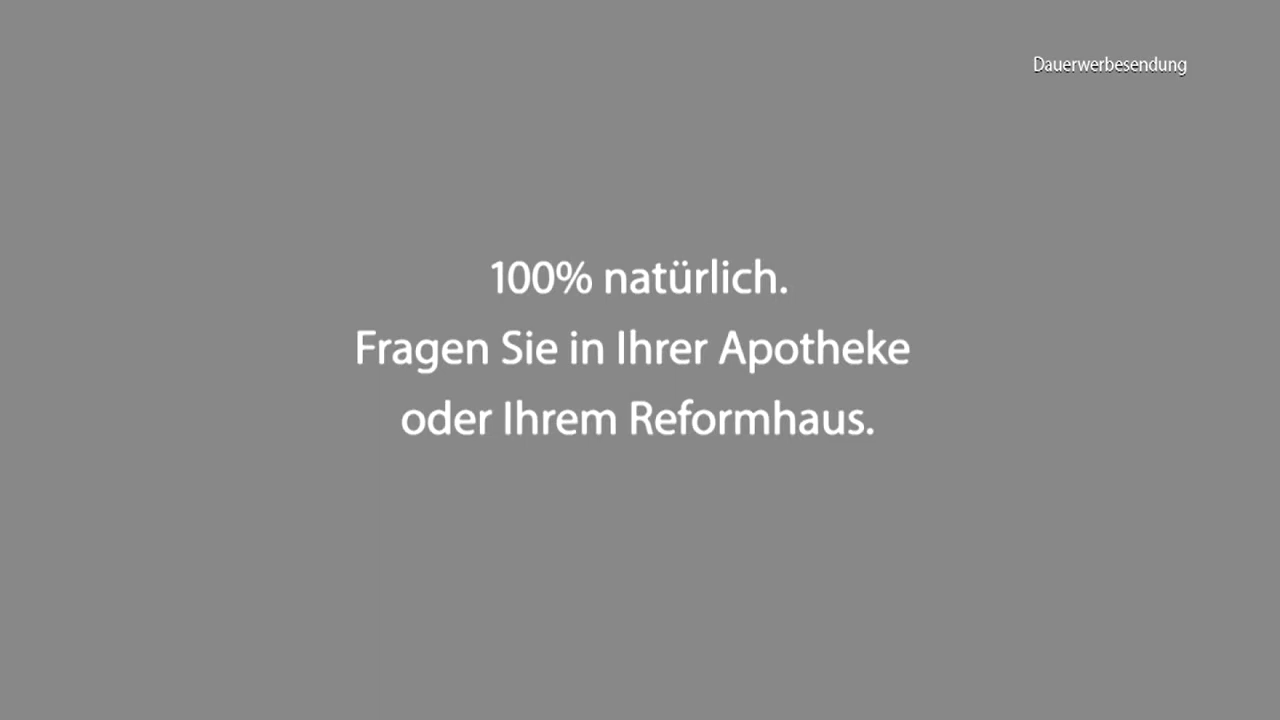 Dauerwerbesendung
100% natürlich.
Fragen Sie in Ihrer Apotheke
oder Ihrem Reformhaus.